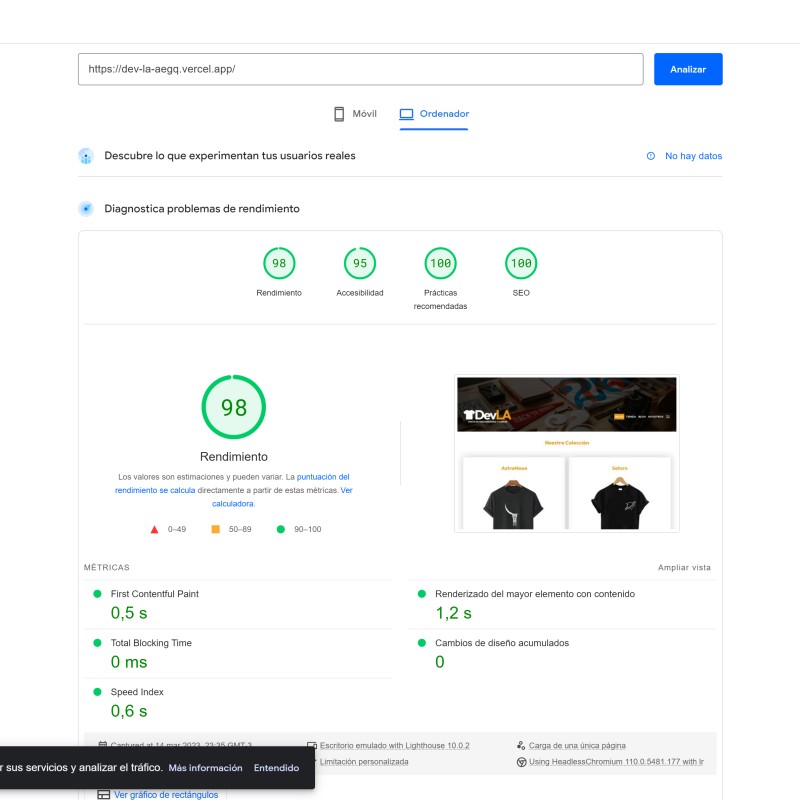 https://dev-la-aegq.vercel.app/
Analizar
Móvil
Ordenador
Descubre lo que experimentan tus usuarios reales
No hay datos
Diagnostica problemas de rendimiento
98
95
100
100
Rendimiento
Accesibilidad
Prácticas
recomendadas
SEO
98
Rendimiento
Los valores son estimaciones y pueden variar. La puntuación del
rendimiento se calcula directamente a partir de estas métricas. Ver
calculadora.
0–49
50–89
90–100
DevLA
Nuestra Colección
Saturn
MÉTRICAS
Ampliar vista
First Contentful Paint
0,5 s
Renderizado del mayor elemento con contenido
1,2 s
Total Blocking Time
0 ms
Cambios de diseño acumulados
0
Speed Index
0,6 s
Captured at 14 mar 2023, 23:35 GMT-3
Escritorio emulado with Lighthouse 10.0.2
Carga de una única página
Limitación personalizada
Using HeadlessChromium 110.0.5481.177 with lr
r sus servicios y analizar el tráfico. Más información Entendido
Ver gráfico de rectángulos